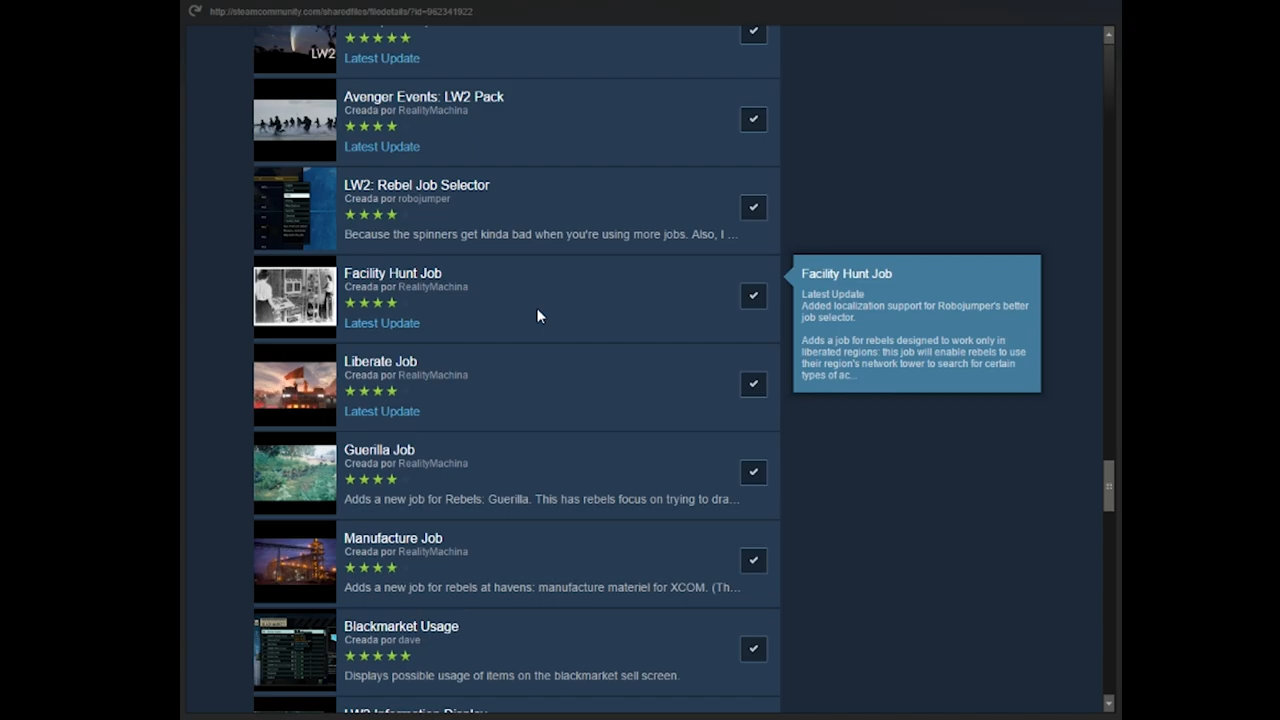 http://steamcommunity.com/sharedfiles/filedetails/?id=962341922
LW2
Latest Update
Avenger Events: LW2 Pack
Creada por RealityMachina
Latest Update
LW2: Rebel Job Selector
Creada por robojumper
Because the spinners get kinda bad when you're using more jobs. Also, I ...
Facility Hunt Job
Creada por RealityMachina
Latest Update
Facility Hunt Job
Latest Update
Added localization support for Robojumper's better
job selector.
Adds a job for rebels designed to work only in
liberated regions: this job will enable rebels to use
their region's network tower to search for certain
types of ac...
Liberate Job
Creada por RealityMachina
Latest Update
Guerilla Job
Creada por RealityMachina
Adds a new job for Rebels: Guerilla. This has rebels focus on trying to dra...
Manufacture Job
Creada por RealityMachina
Adds a new job for rebels at havens: manufacture materiel for XCOM. (Th...
Blackmarket Usage
Creada por dave
Displays possible usage of items on the blackmarket sell screen.
LW2 Information Display